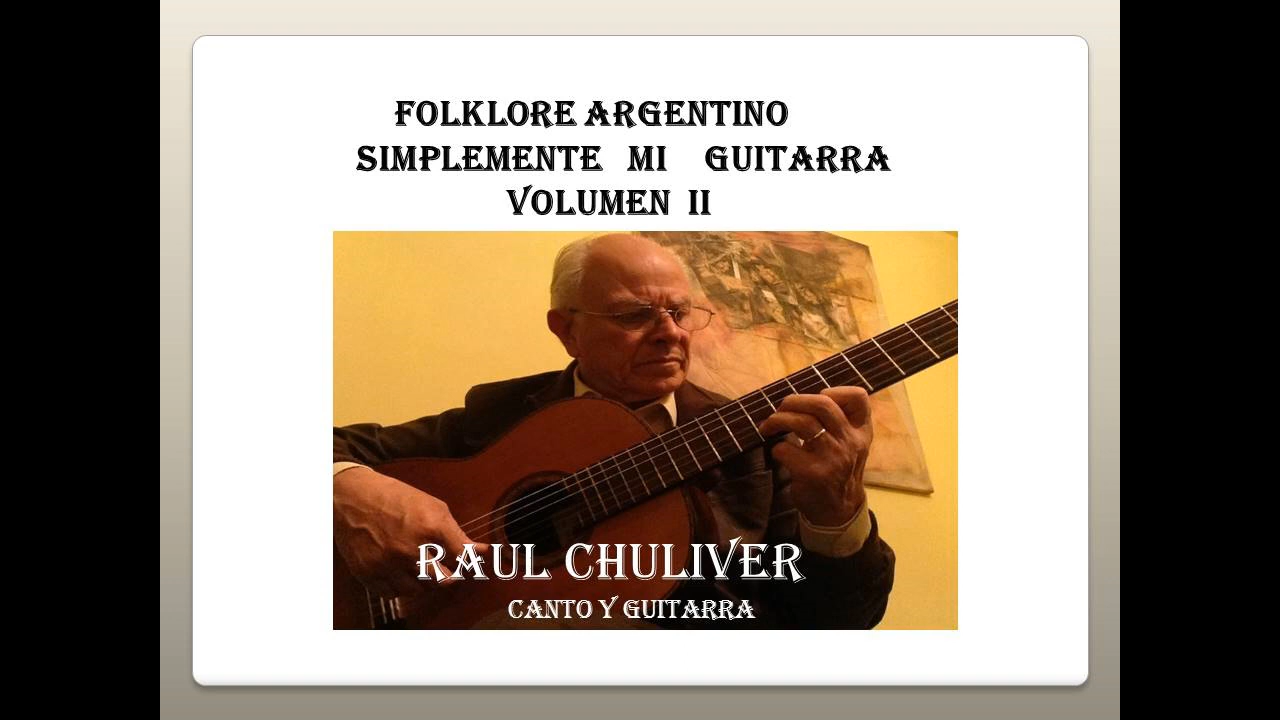 FOLKLORE ARGENTINO
SIMPLEMENTE MI GUITARRA
VOLUMEN II
RAUL CHULIVER
CANTO Y GUITARRA